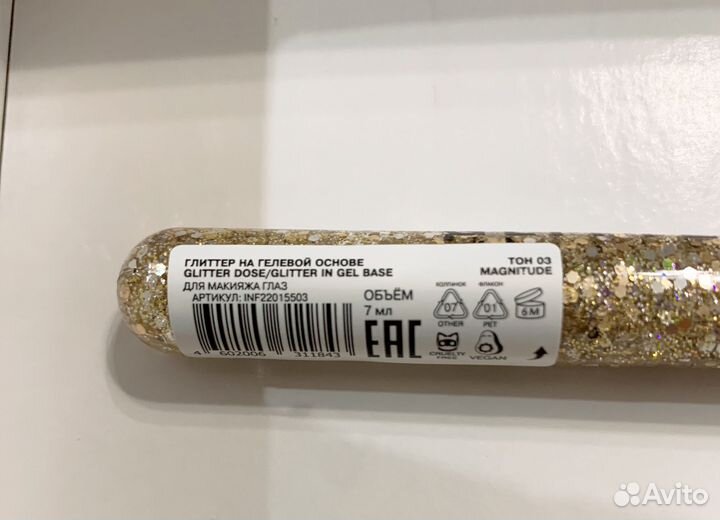 ГЛИТТЕР НА ГЕЛЕВОЙ ОСНОВЕ
GLITTER DOSE/GLITTER IN GEL BASE
ДЛЯ МАКИЯЖА ГЛАЗ
АРТИКУЛ: INF22015503
4 602006 311843
ОБЪЁМ
7 МЛ
EAC
ТОН 03
MAGNITUDE
КОЛПАЧОК
07
OTHER
ФЛАКОН
01
PET
6M
CRUELTY
FREE
VEGAN
Avito